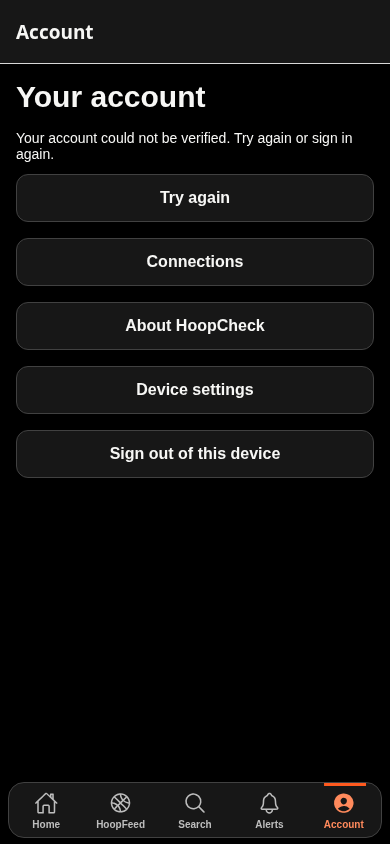 Account
Your account
Your account could not be verified. Try again or sign in
again.
Try again
Connections
About HoopCheck
Device settings
Sign out of this device
Home
HoopFeed
Search
Alerts
Account